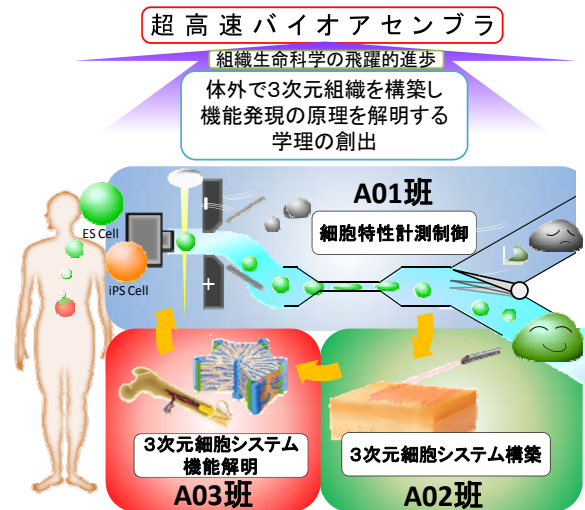 超高速バイオアセンブラ
組織生命科学の飛躍的進歩
体外で3次元組織を構築し
機能発現の原理を解明する
学理の創出
A01班
ES Cell
細胞特性計測制御
iPS Cell
+
3次元細胞システム
機能解明
A03班
3次元細胞システム構築
A02班